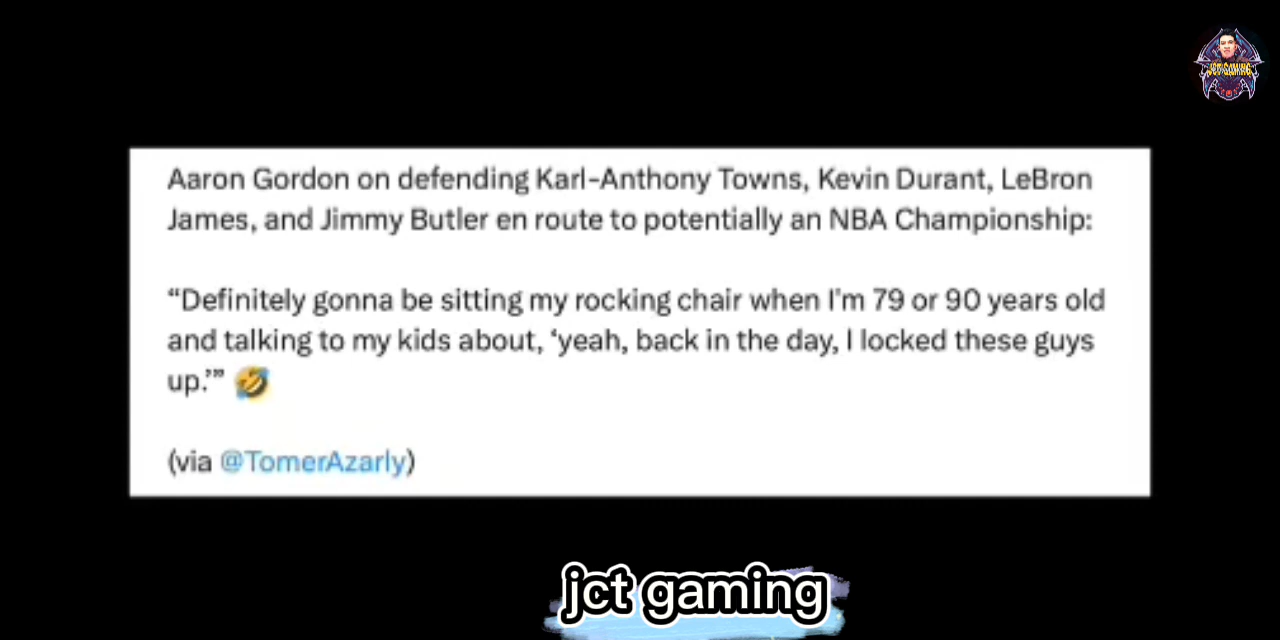 JCT GAMING
Aaron Gordon on defending Karl-Anthony Towns, Kevin Durant, LeBron
James, and Jimmy Butler en route to potentially an NBA Championship:
“Definitely gonna be sitting my rocking chair when I'm 79 or 90 years old
and talking to my kids about, ‘yeah, back in the day, I locked these guys
up.’” 🤣
(via @TomerAzarly)
jct gaming